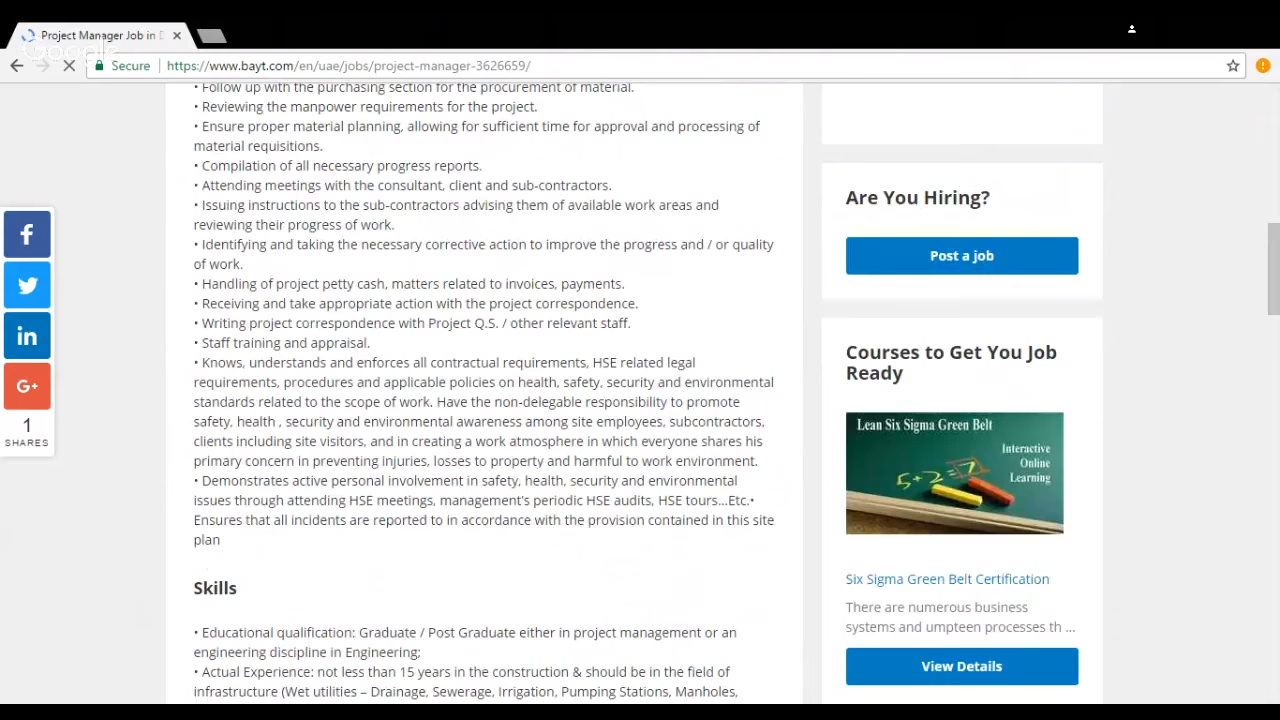 Project Manager Job in D
Google
Secure
https://www.bayt.com/en/uae/jobs/project-manager-3626659/
• Follow up with the purchasing section for the procurement of material.
• Reviewing the manpower requirements for the project.
• Ensure proper material planning, allowing for sufficient time for approval and processing of
material requisitions.
• Compilation of all necessary progress reports.
• Attending meetings with the consultant, client and sub-contractors.
• Issuing instructions to the sub-contractors advising them of available work areas and
reviewing their progress of work.
• Identifying and taking the necessary corrective action to improve the progress and / or quality
of work.
• Handling of project petty cash, matters related to invoices, payments.
• Receiving and take appropriate action with the project correspondence.
• Writing project correspondence with Project Q.S. / other relevant staff.
• Staff training and appraisal.
• Knows, understands and enforces all contractual requirements, HSE related legal
requirements, procedures and applicable policies on health, safety, security and environmental
standards related to the scope of work. Have the non-delegable responsibility to promote
safety, health , security and environmental awareness among site employees, subcontractors,
clients including site visitors, and in creating a work atmosphere in which everyone shares his
primary concern in preventing injuries, losses to property and harmful to work environment.
• Demonstrates active personal involvement in safety, health, security and environmental
issues through attending HSE meetings, management's periodic HSE audits, HSE tours...Etc.•
Ensures that all incidents are reported to in accordance with the provision contained in this site
plan
Skills
• Educational qualification: Graduate / Post Graduate either in project management or an
engineering discipline in Engineering;
• Actual Experience: not less than 15 years in the construction & should be in the field of
infrastructure (Wet utilities – Drainage, Sewerage, Irrigation, Pumping Stations, Manholes,
f
in
G+
1
SHARES
Are You Hiring?
Post a job
Courses to Get You Job
Ready
Lean Six Sigma Green Belt
Interactive
Online
Learning
5+2=7
Six Sigma Green Belt Certification
There are numerous business
systems and umpteen processes th ...
View Details